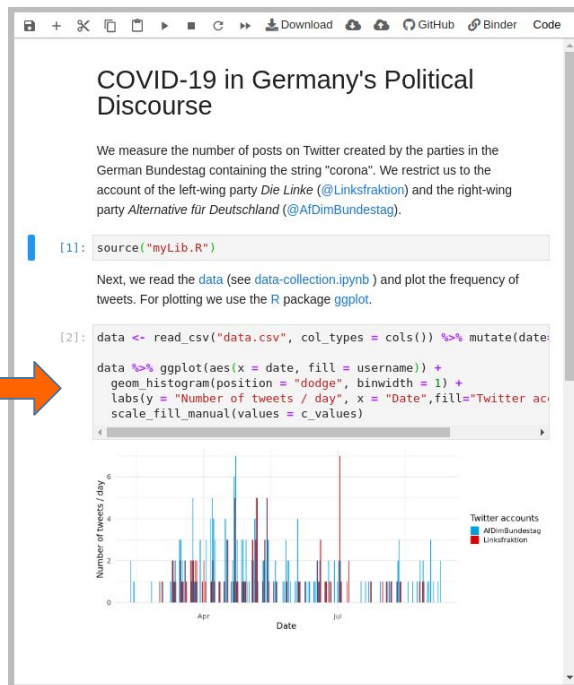 Download GitHub Binder Code
COVID-19 in Germany's Political
Discourse
We measure the number of posts on Twitter created by the parties in the
German Bundestag containing the string "corona". We restrict us to the
account of the left-wing party Die Linke (@Linksfraktion) and the right-wing
party Alternative für Deutschland (@AfDimBundestag).
[1]: source("myLib.R")
Next, we read the data (see data-collection.ipynb ) and plot the frequency of
tweets. For plotting we use the R package ggplot.
[2]: data <- read_csv("data.csv", col_types = cols()) %>% mutate(date=
data %>% ggplot(aes(x = date, fill = username)) +
geom_histogram(position = "dodge", binwidth = 1) +
labs(y = "Number of tweets / day", x = "Date",fill="Twitter acc
scale_fill_manual(values = c_values)
Number of tweets / day
6
4
2
0
Apr Jul
Date
Twitter accounts
AfDimBundestag
Linksfraktion